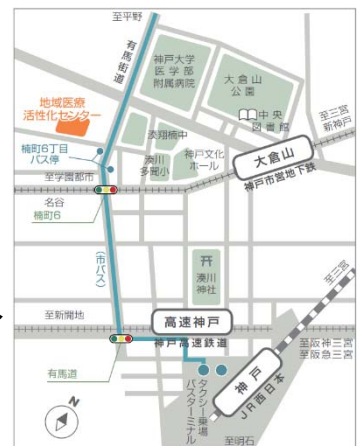 至平野
有馬街道
神戸大学
医学部
附属病院
大倉山
公園
地域医療
活性化センター
中央
図書館
至三宮
新神戸
楠町6丁目
バス停
湊翔楠中
湊川
多聞小
神戸文化
ホール
大倉山
神戸市営地下鉄
至学園都市
名谷
楠町6
(市バス)
湊川
神社
至三宮
至新開地
高速神戸
神戸高速鉄道
有馬道
神戸
JR西日本
至阪神三宮
至阪急三宮
タクシー乗場
バスターミナル
N
至明石